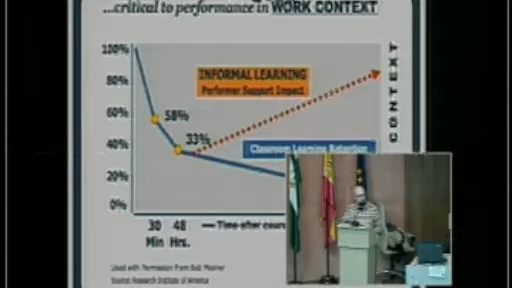 ...critical to performance in WORK CONTEXT
100%
80%
60%
40%
20%
0%
58%
33%
INFORMAL LEARNING
Performer Support Impact
Classroom Learning Retention
CONTEXT
30 Min
48 Hrs.
Time after
Used with Permission from Bob Mosher
Source: Research Institute of America